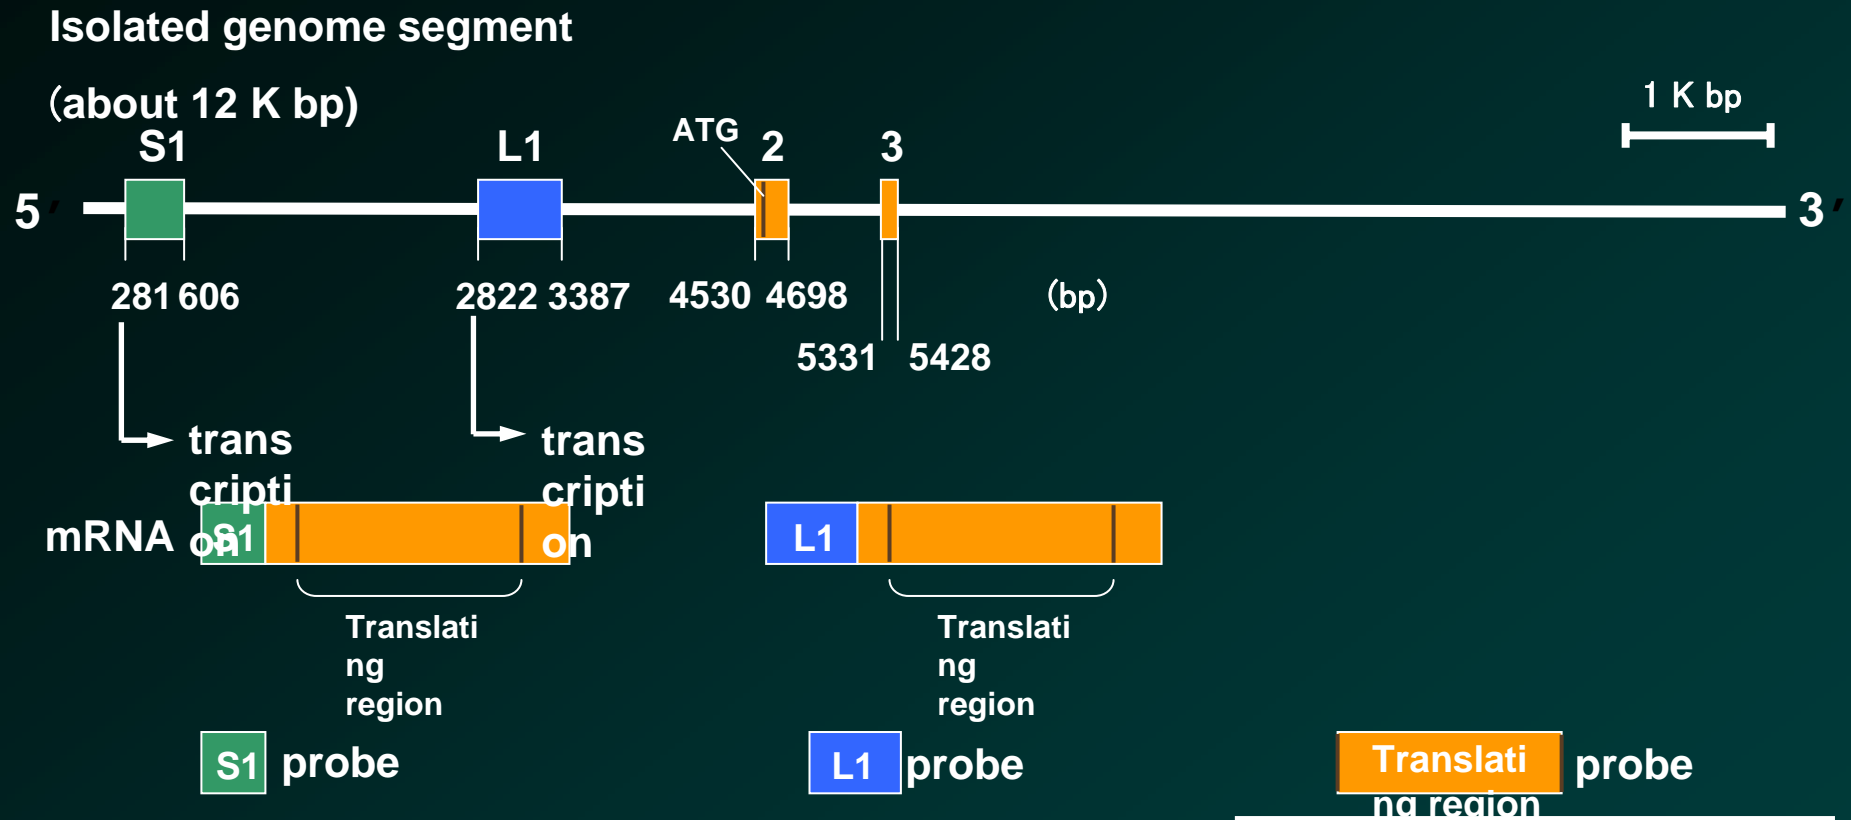 Isolated genome segment
(about 12 K bp)
1 K bp
S1
L1
ATG
2
3
5′
3′
281 606
2822 3387
4530 4698
(bp)
5331 5428
trans
cripti
on
trans
cripti
on
mRNA
S1
L1
Translati
ng
region
Translati
ng
region
S1 probe
L1 probe
Translati
ng region
probe